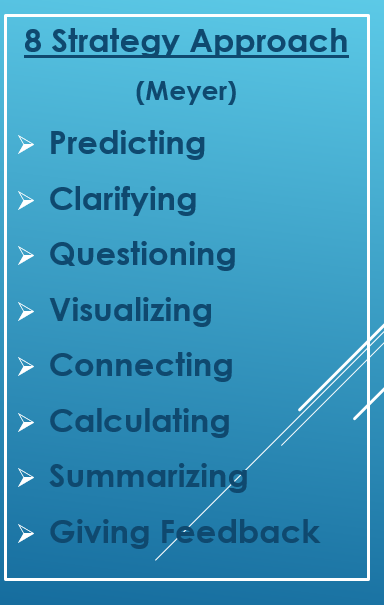 8 Strategy Approach
(Meyer)
Predicting
Clarifying
Questioning
Visualizing
Connecting
Calculating
Summarizing
Giving Feedback